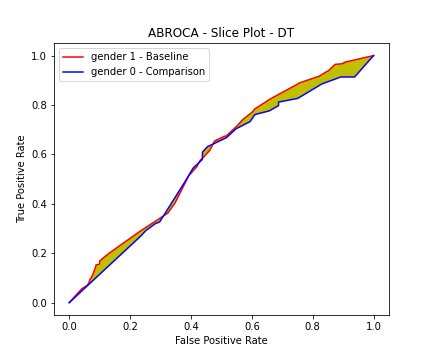 ABROCA - Slice Plot - DT
gender 1 - Baseline
gender 0 - Comparison
True Positive Rate
1.0
0.8
0.6
0.4
0.2
0.0
0.0 0.2 0.4 0.6 0.8 1.0
False Positive Rate